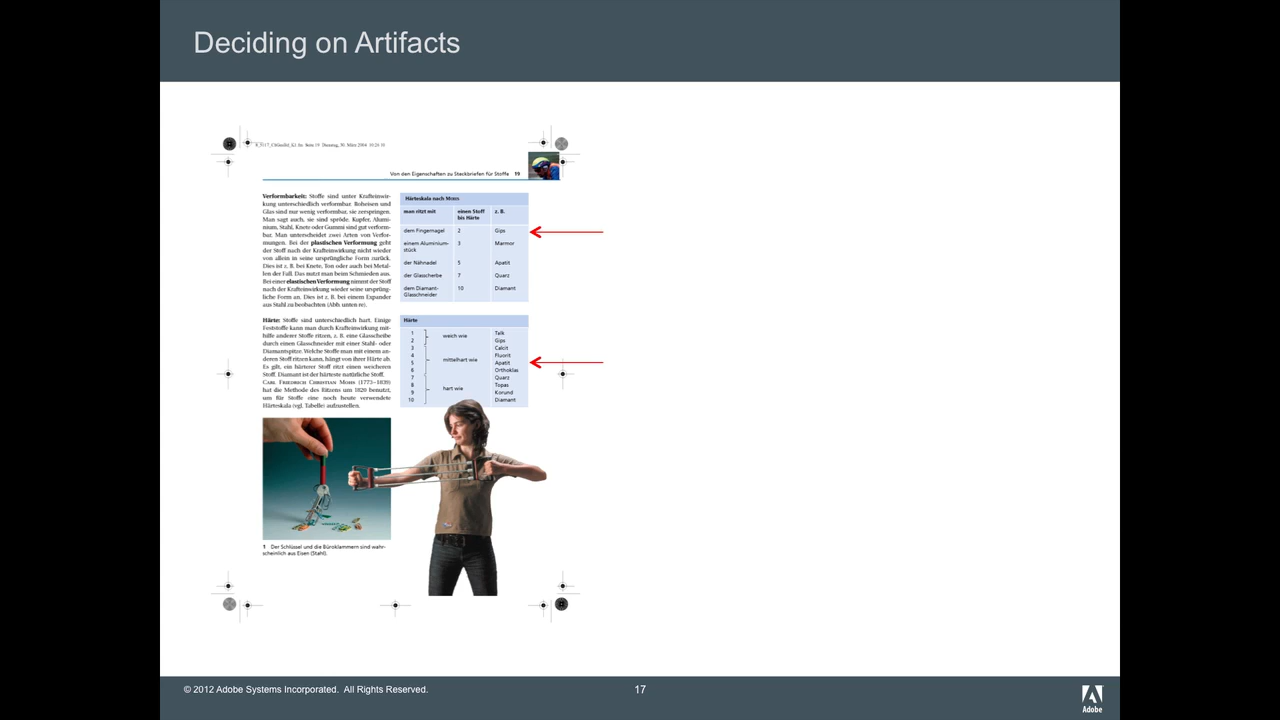 Deciding on Artifacts
Von den Eigenschaften zu Steckbriefen für Stoffe 19
Verformbarkeit: Stoffe sind unter Krafteinwir-
kung unterschiedlich verformbar. Roheisen und
Glas sind nur wenig verformbar, sie zerspringen.
Man sagt auch, sie sind spröde. Kupfer, Alumi-
nium, Stahl, Knete oder Gummi sind gut verform-
bar. Man unterscheidet zwei Arten von Verfor-
mungen. Bei der plastischen Verformung geht
der Stoff nach der Krafteinwirkung nicht wieder
von allein in seine ursprüngliche Form zurück.
Dies ist z. B. bei Knete, Ton oder auch bei Metal-
len der Fall. Das nutzt man beim Schmieden aus.
Bei einer elastischen Verformung nimmt der Stoff
nach der Krafteinwirkung wieder seine ursprüng-
liche Form an. Dies ist z. B. bei einem Expander
aus Stahl zu beobachten (Abb. unten re).
Härte: Stoffe sind unterschiedlich hart. Einige
Feststoffe kann man durch Krafteinwirkung mit-
hilfe anderer Stoffe ritzen, z. B. eine Glasscheibe
durch einen Glasschneider mit einer Stahl- oder
Diamantspitze. Welche Stoffe man mit einem an-
deren Stoff ritzen kann, hängt von ihrer Härte ab.
Es gilt, ein härterer Stoff ritzt einen weicheren
Stoff. Diamant ist der härteste natürliche Stoff.
Carl Friedrich Christian Mohs (1773–1839)
hat die Methode des Ritzens um 1820 benutzt,
um für Stoffe eine noch heute verwendete
Härteskala (vgl. Tabelle) aufzustellen.
Härteskala nach Mohs
man ritzt mit einen Stoff bis Härte z. B.
dem Fingernagel 2 Gips
einem Aluminium-
stück 3 Marmor
der Nähnadel 5 Apatit
der Glasscherbe 7 Quarz
dem Diamant-
Glasschneider 10 Diamant
Härte
1 Talk
2 weich wie Gips
3 Calcit
4 Fluorit
5 mittelhart wie Apatit
6 Orthoklas
7 Quarz
8 hart wie Topas
9 Korund
10 Diamant
1 Der Schlüssel und die Büroklammern sind wahr-
scheinlich aus Eisen (Stahl).
© 2012 Adobe Systems Incorporated. All Rights Reserved.
17
Adobe